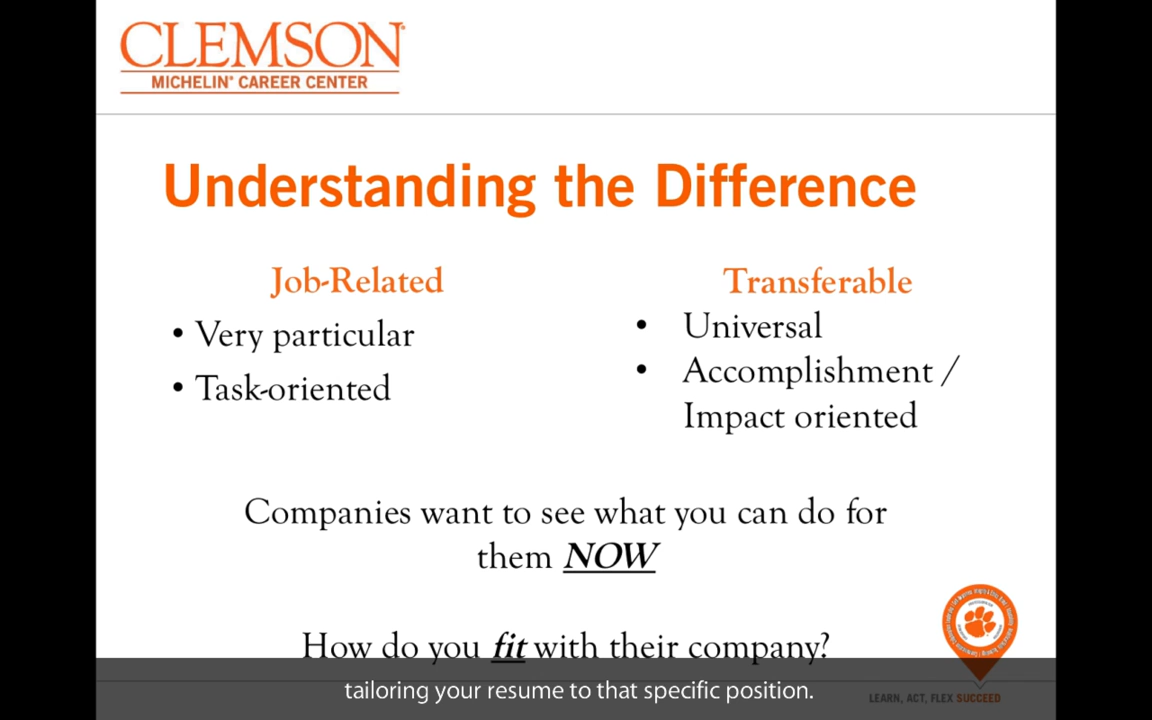 CLEMSON®
MICHELIN® CAREER CENTER
Understanding the Difference
Job-Related
• Very particular
• Task-oriented
Transferable
• Universal
• Accomplishment /
Impact oriented
Companies want to see what you can do for
them NOW
How do you fit with their company?
tailoring your resume to that specific position.
LEARN, ACT, FLEX SUCCEED